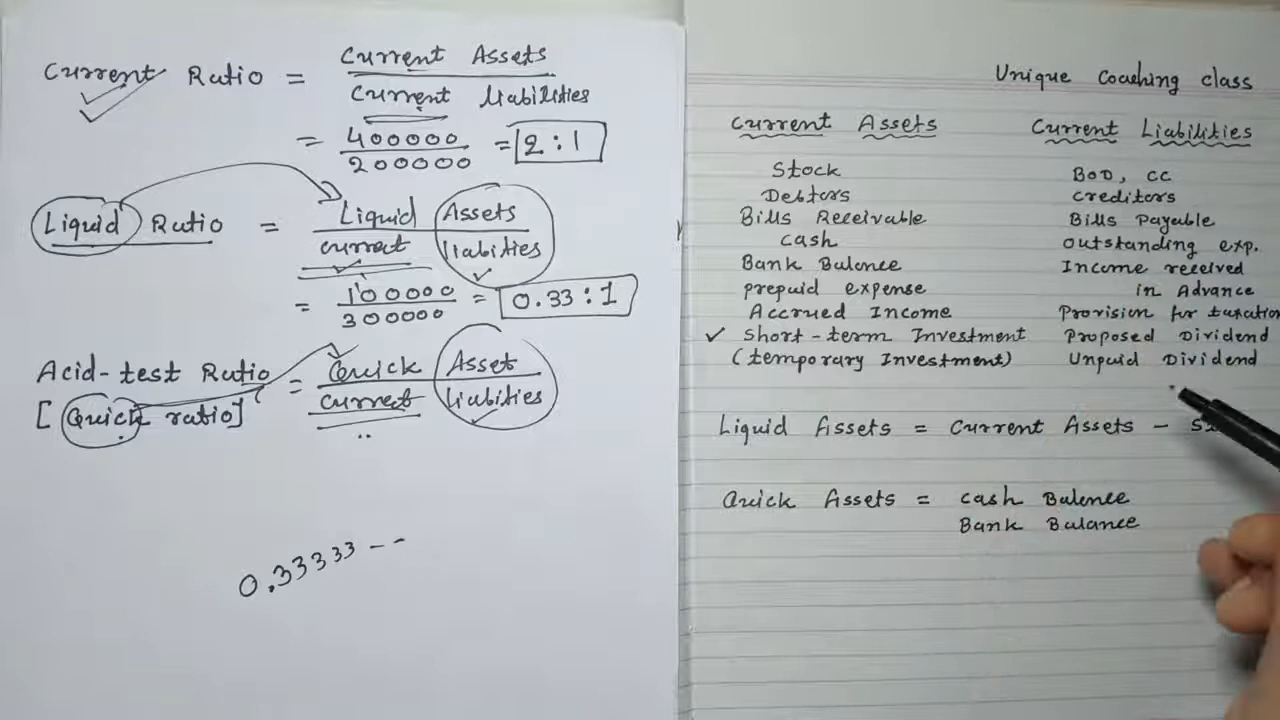 Current Ratio = Current Assets
Current liabilities
= 400000
200000
= 2 : 1
Liquid Ratio = Liquid Assets
current liabilities
= 100000
300000
= 0.33 : 1
Acid-test Ratio = Quick Asset
[Quick ratio] current liabilities
0.33333 - -
Unique Coaching class
Current Assets
Stock
Debtors
Bills Receivable
cash
Bank Balence
prepaid expense
Accrued Income
✓ Short-term Investment
(temporary Investment)
Current Liabilities
BOD, CC
Creditors
Bills Payable
outstanding exp.
Income received
in Advance
Provision for taxation
Proposed Dividend
Unpaid Dividend
Liquid Assets = Current Assets -
Quick Assets = Cash Balence
Bank Balance